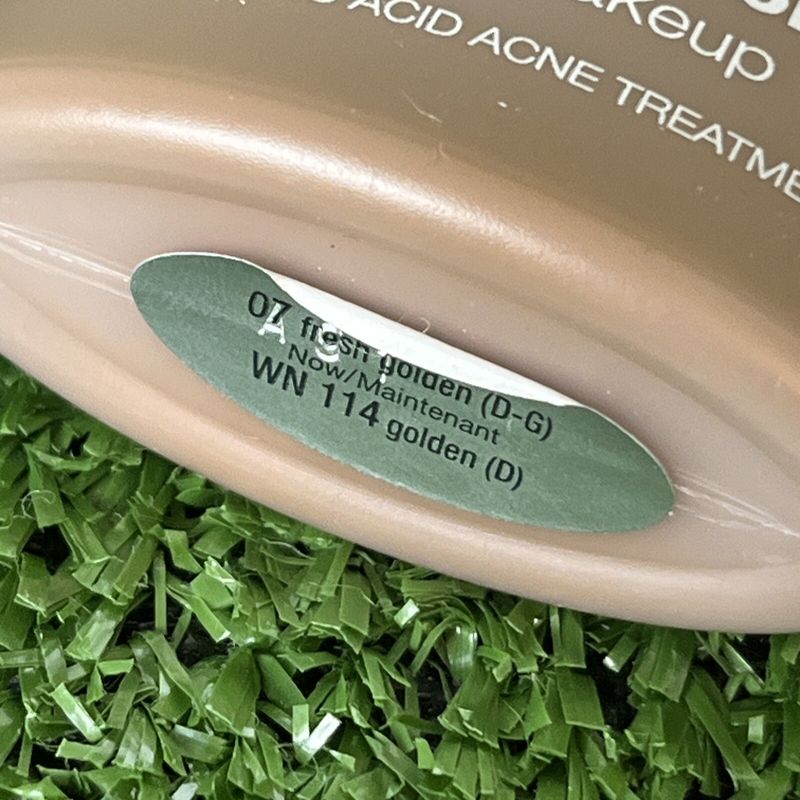 akeup
ACID ACNE TREATME
07 fresh golden (D-G)
Now/Maintenant
WN 114 golden (D)